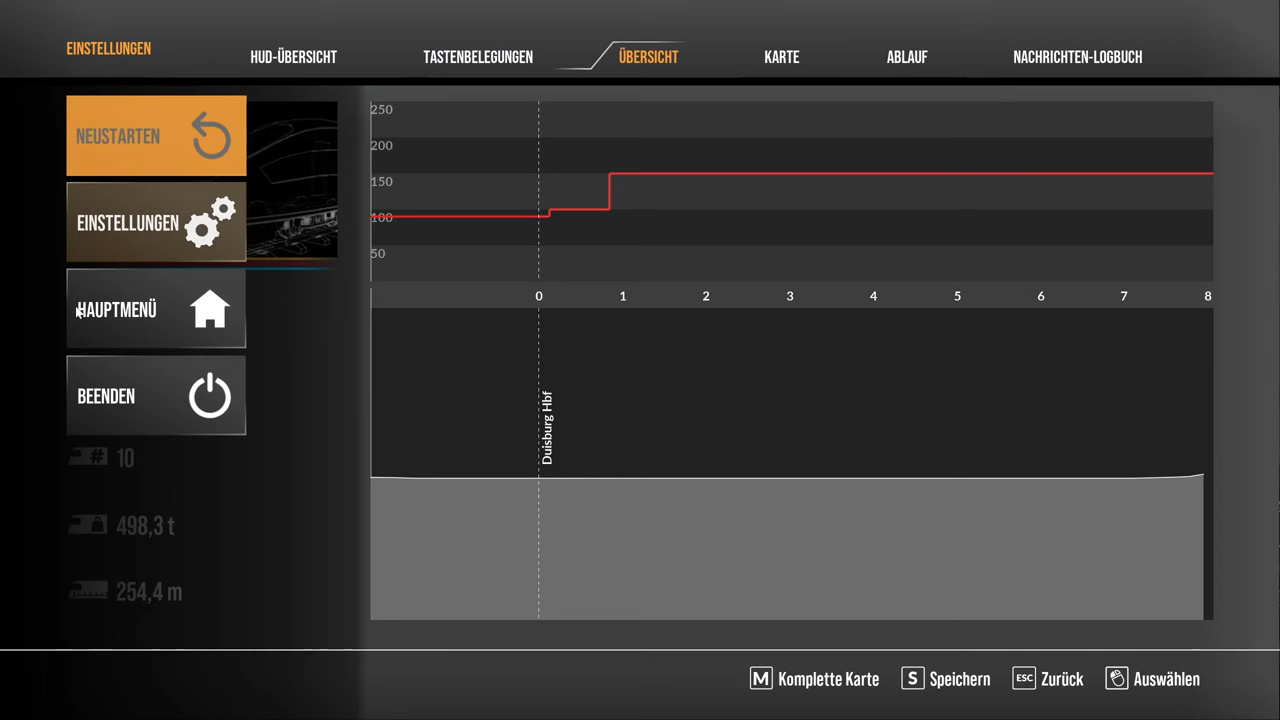 EINSTELLUNGEN
HUD-ÜBERSICHT
TASTENBELEGUNGEN
ÜBERSICHT
KARTE
ABLAUF
NACHRICHTEN-LOGBUCH
NEUSTARTEN
EINSTELLUNGEN
HAUPTMENÜ
BEENDEN
# 10
498,3 t
254,4 m
250
200
150
100
50
0 1 2 3 4 5 6 7 8
Duisburg Hbf
M Komplette Karte
S Speichern
ESC Zurück
Auswählen